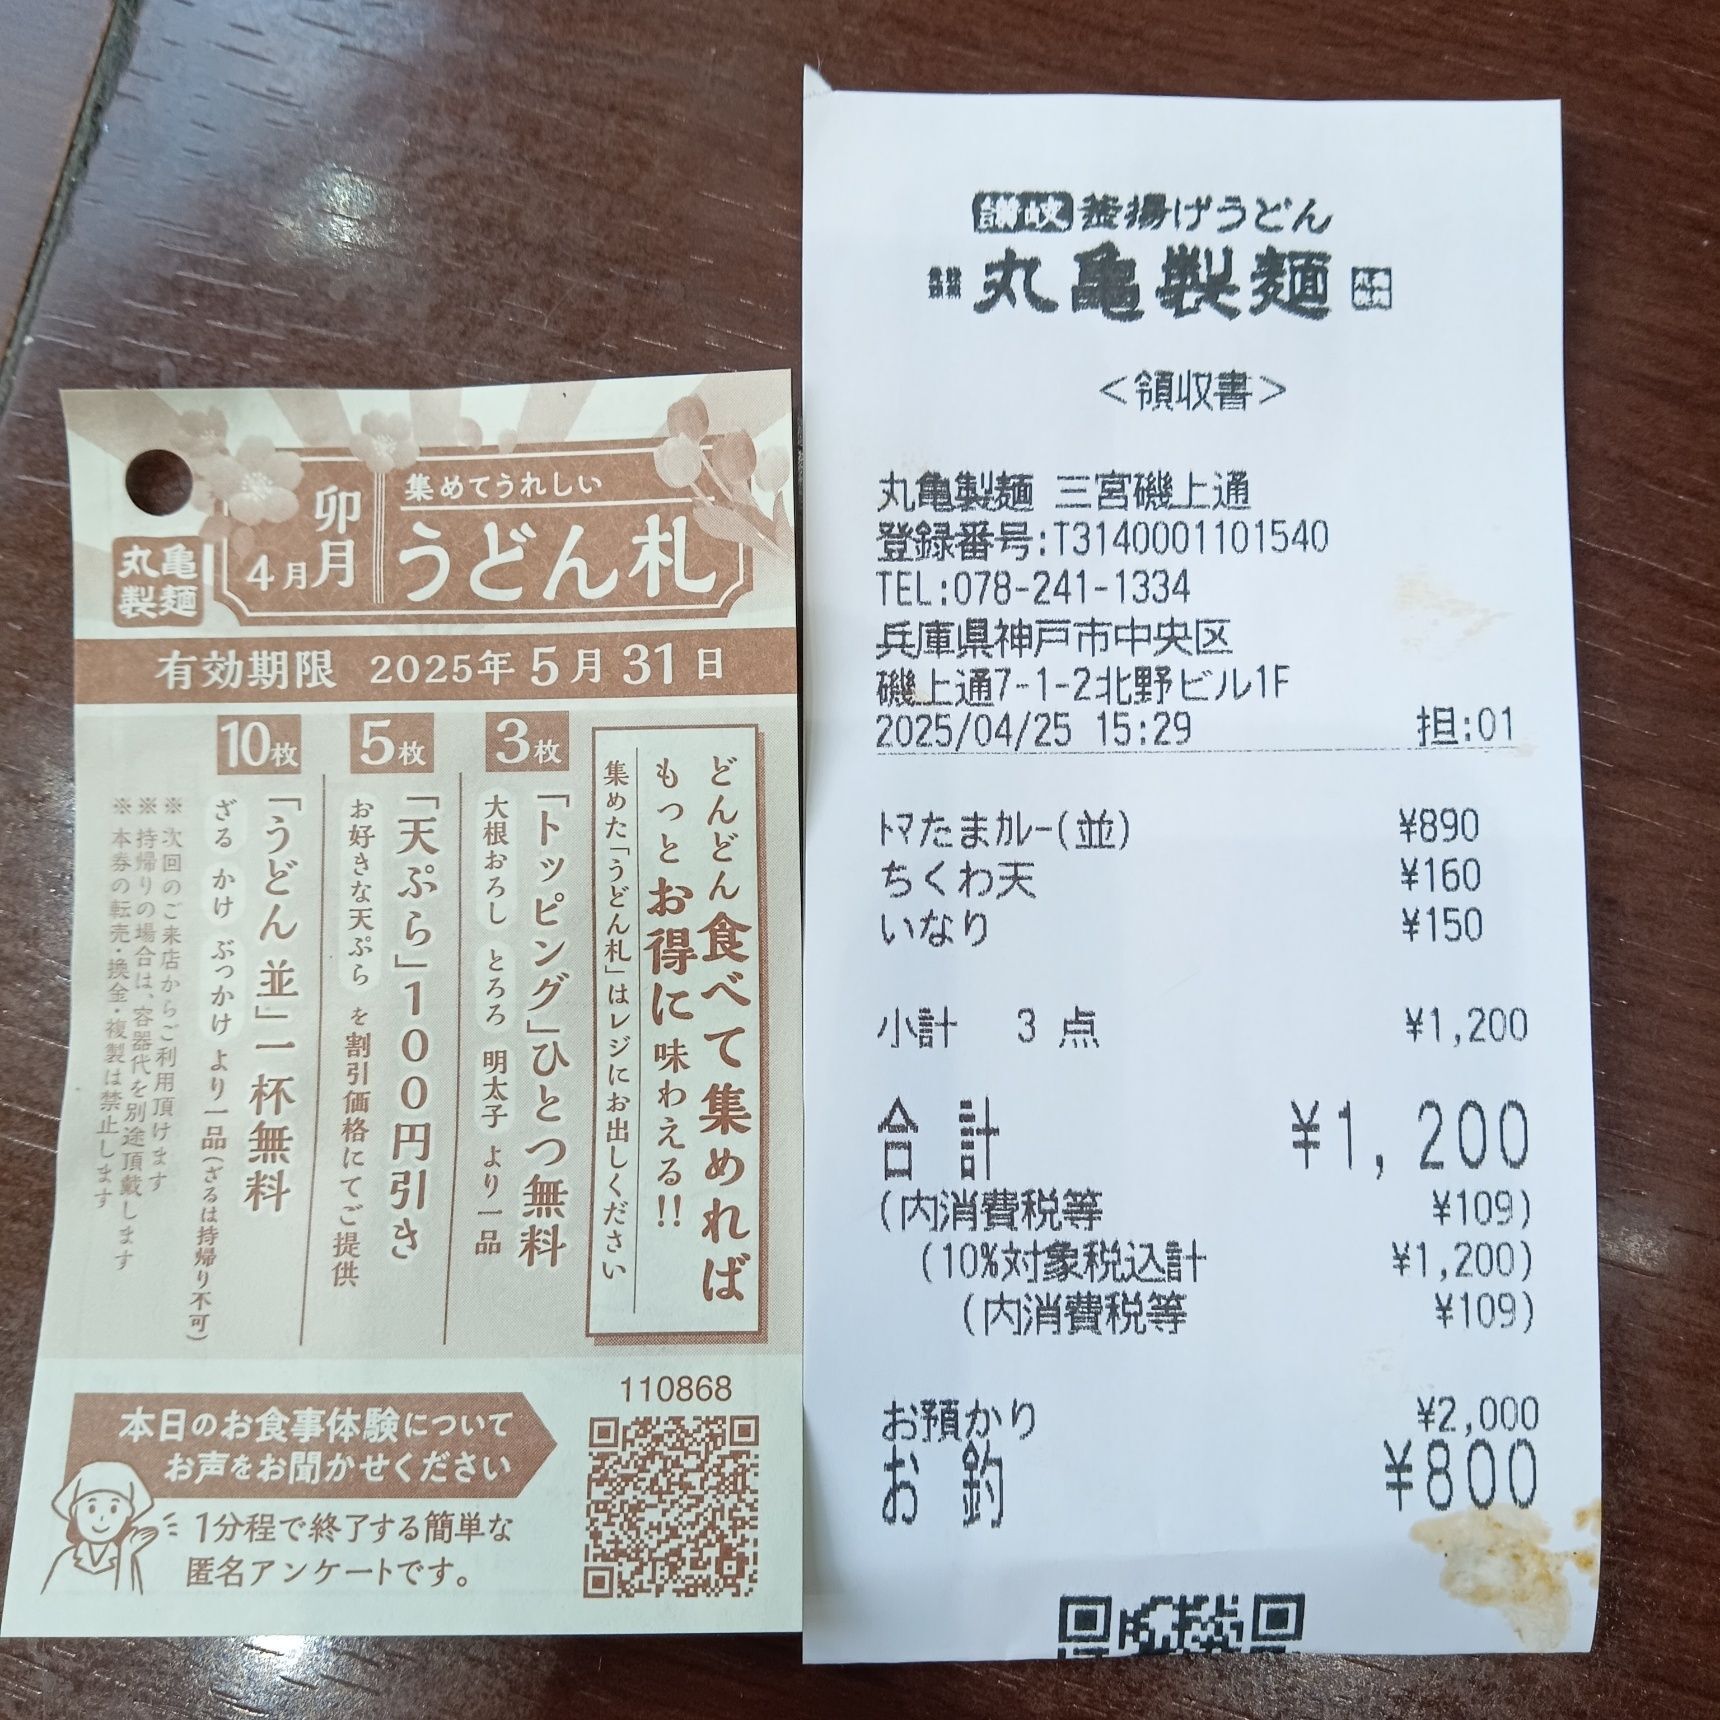 集めてうれしい
4月 卯月 うどん札
丸亀製麺
有効期限 2025年5月31日
どんどん食べて集めれば
もっとお得に味わえる!!
集めた「うどん札」はレジにお出しください
3枚
「トッピング」ひとつ無料
大根おろし とろろ 明太子 より一品
5枚
「天ぷら」100円引き
お好きな天ぷら を割引価格にてご提供
10枚
「うどん 並」一杯無料
ざる かけ ぶっかけ より一品(ざるは持帰り不可)
※次回のご来店からご利用頂けます
※持帰りの場合は、容器代を別途頂戴します
※本券の転売・換金・複製は禁止します
110868
本日のお食事体験について
お声をお聞かせください
1分程で終了する簡単な
匿名アンケートです。
讃岐釜揚げうどん
丸亀製麺
<領収書>
丸亀製麺 三宮磯上通
登録番号:T3140001101540
TEL:078-241-1334
兵庫県神戸市中央区
磯上通7-1-2北野ビル1F
2025/04/25 15:29 担:01
ﾄﾏたまｶﾚｰ(並) ¥890
ちくわ天 ¥160
いなり ¥150
小計 3 点 ¥1,200
合計 ¥1,200
(内消費税等 ¥109)
(10%対象税込計 ¥1,200)
(内消費税等 ¥109)
お預かり ¥2,000
お釣 ¥800